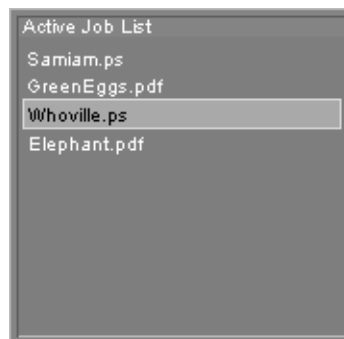 Active Job List
Samiam.ps
GreenEggs.pdf
Whoville.ps
Elephant.pdf